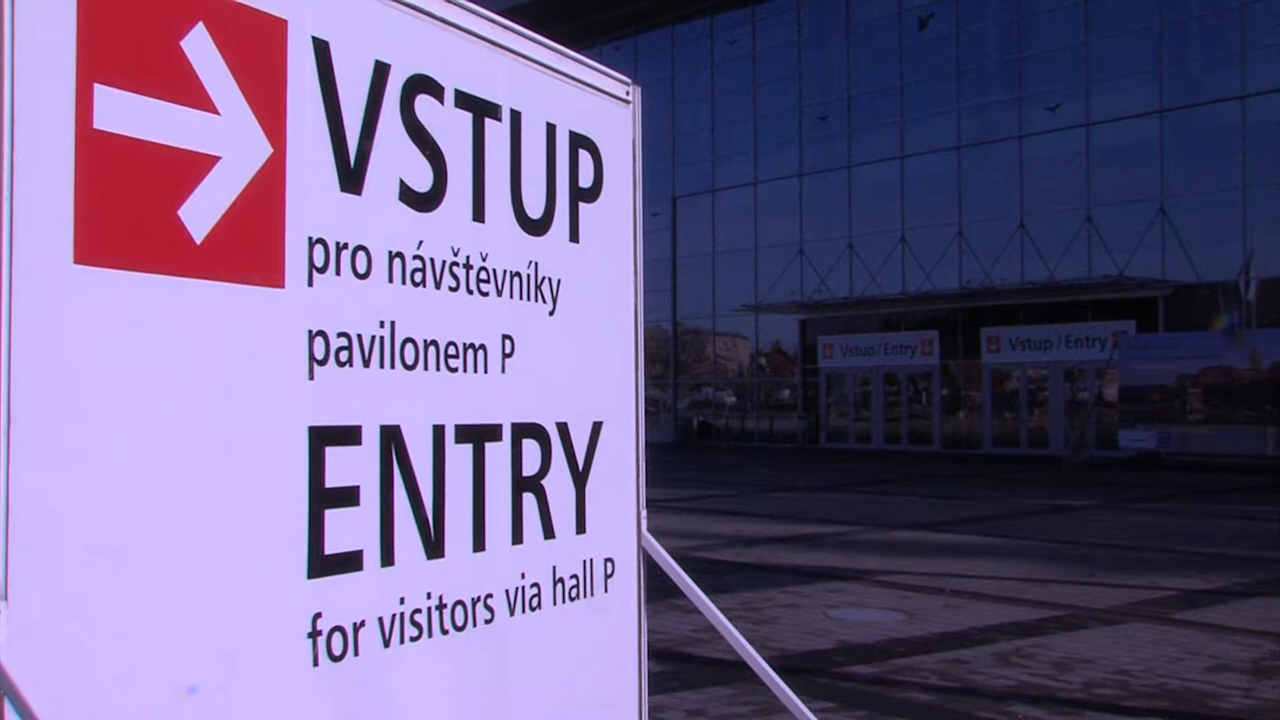 VSTUP
pro návštěvníky
pavilonem P
ENTRY
for visitors via hall P
Vstup / Entry
Vstup / Entry